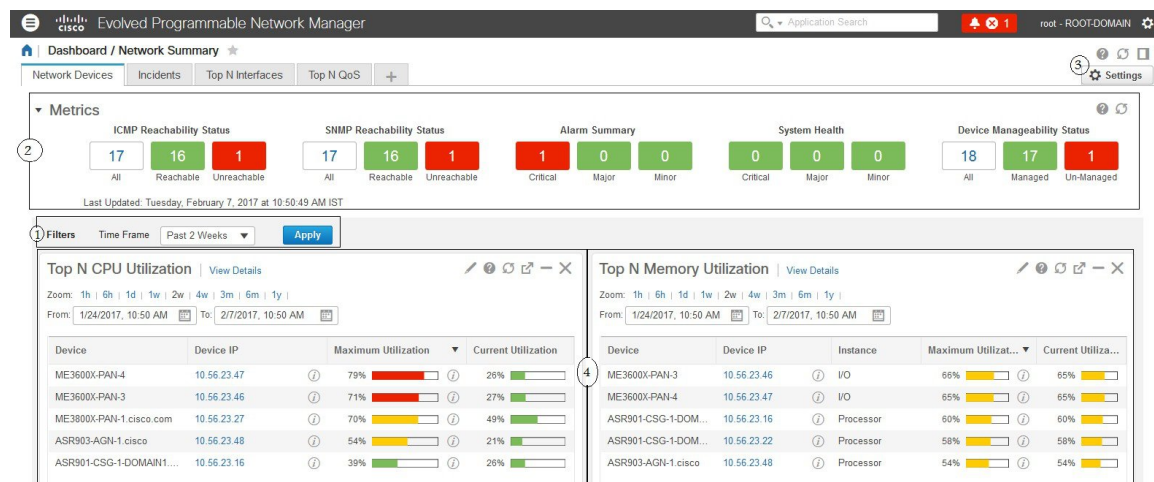 cisco Evolved Programmable Network Manager
Application Search
1
root - ROOT-DOMAIN
Dashboard / Network Summary
Network Devices Incidents Top N Interfaces Top N QoS +
3
Settings
Metrics
2
ICMP Reachability Status SNMP Reachability Status Alarm Summary System Health Device Manageability Status
17 16 1 17 16 1 1 0 0 0 0 0 18 17 1
All Reachable Unreachable All Reachable Unreachable Critical Major Minor Critical Major Minor All Managed Un-Managed
Last Updated: Tuesday, February 7, 2017 at 10:50:49 AM IST
1 Filters Time Frame Past 2 Weeks Apply
Top N CPU Utilization | View Details
Zoom: 1h | 6h | 1d | 1w | 2w | 4w | 3m | 6m | 1y |
From: 1/24/2017, 10:50 AM To: 2/7/2017, 10:50 AM
Device Device IP Maximum Utilization Current Utilization
ME3600X-PAN-4 10.56.23.47 79% 26%
ME3600X-PAN-3 10.56.23.46 71% 27%
ME3800X-PAN-1.cisco.com 10.56.23.27 70% 49%
ASR903-AGN-1.cisco 10.56.23.48 54% 21%
ASR901-CSG-1-DOMAIN1.... 10.56.23.16 39% 26%
4
Top N Memory Utilization | View Details
Zoom: 1h | 6h | 1d | 1w | 2w | 4w | 3m | 6m | 1y |
From: 1/24/2017, 10:50 AM To: 2/7/2017, 10:50 AM
Device Device IP Instance Maximum Utilizat... Current Utiliza...
ME3600X-PAN-3 10.56.23.46 I/O 66% 65%
ME3600X-PAN-4 10.56.23.47 I/O 65% 65%
ASR901-CSG-1-DOM... 10.56.23.16 Processor 60% 60%
ASR901-CSG-1-DOM... 10.56.23.22 Processor 58% 58%
ASR903-AGN-1.cisco 10.56.23.48 Processor 54% 54%